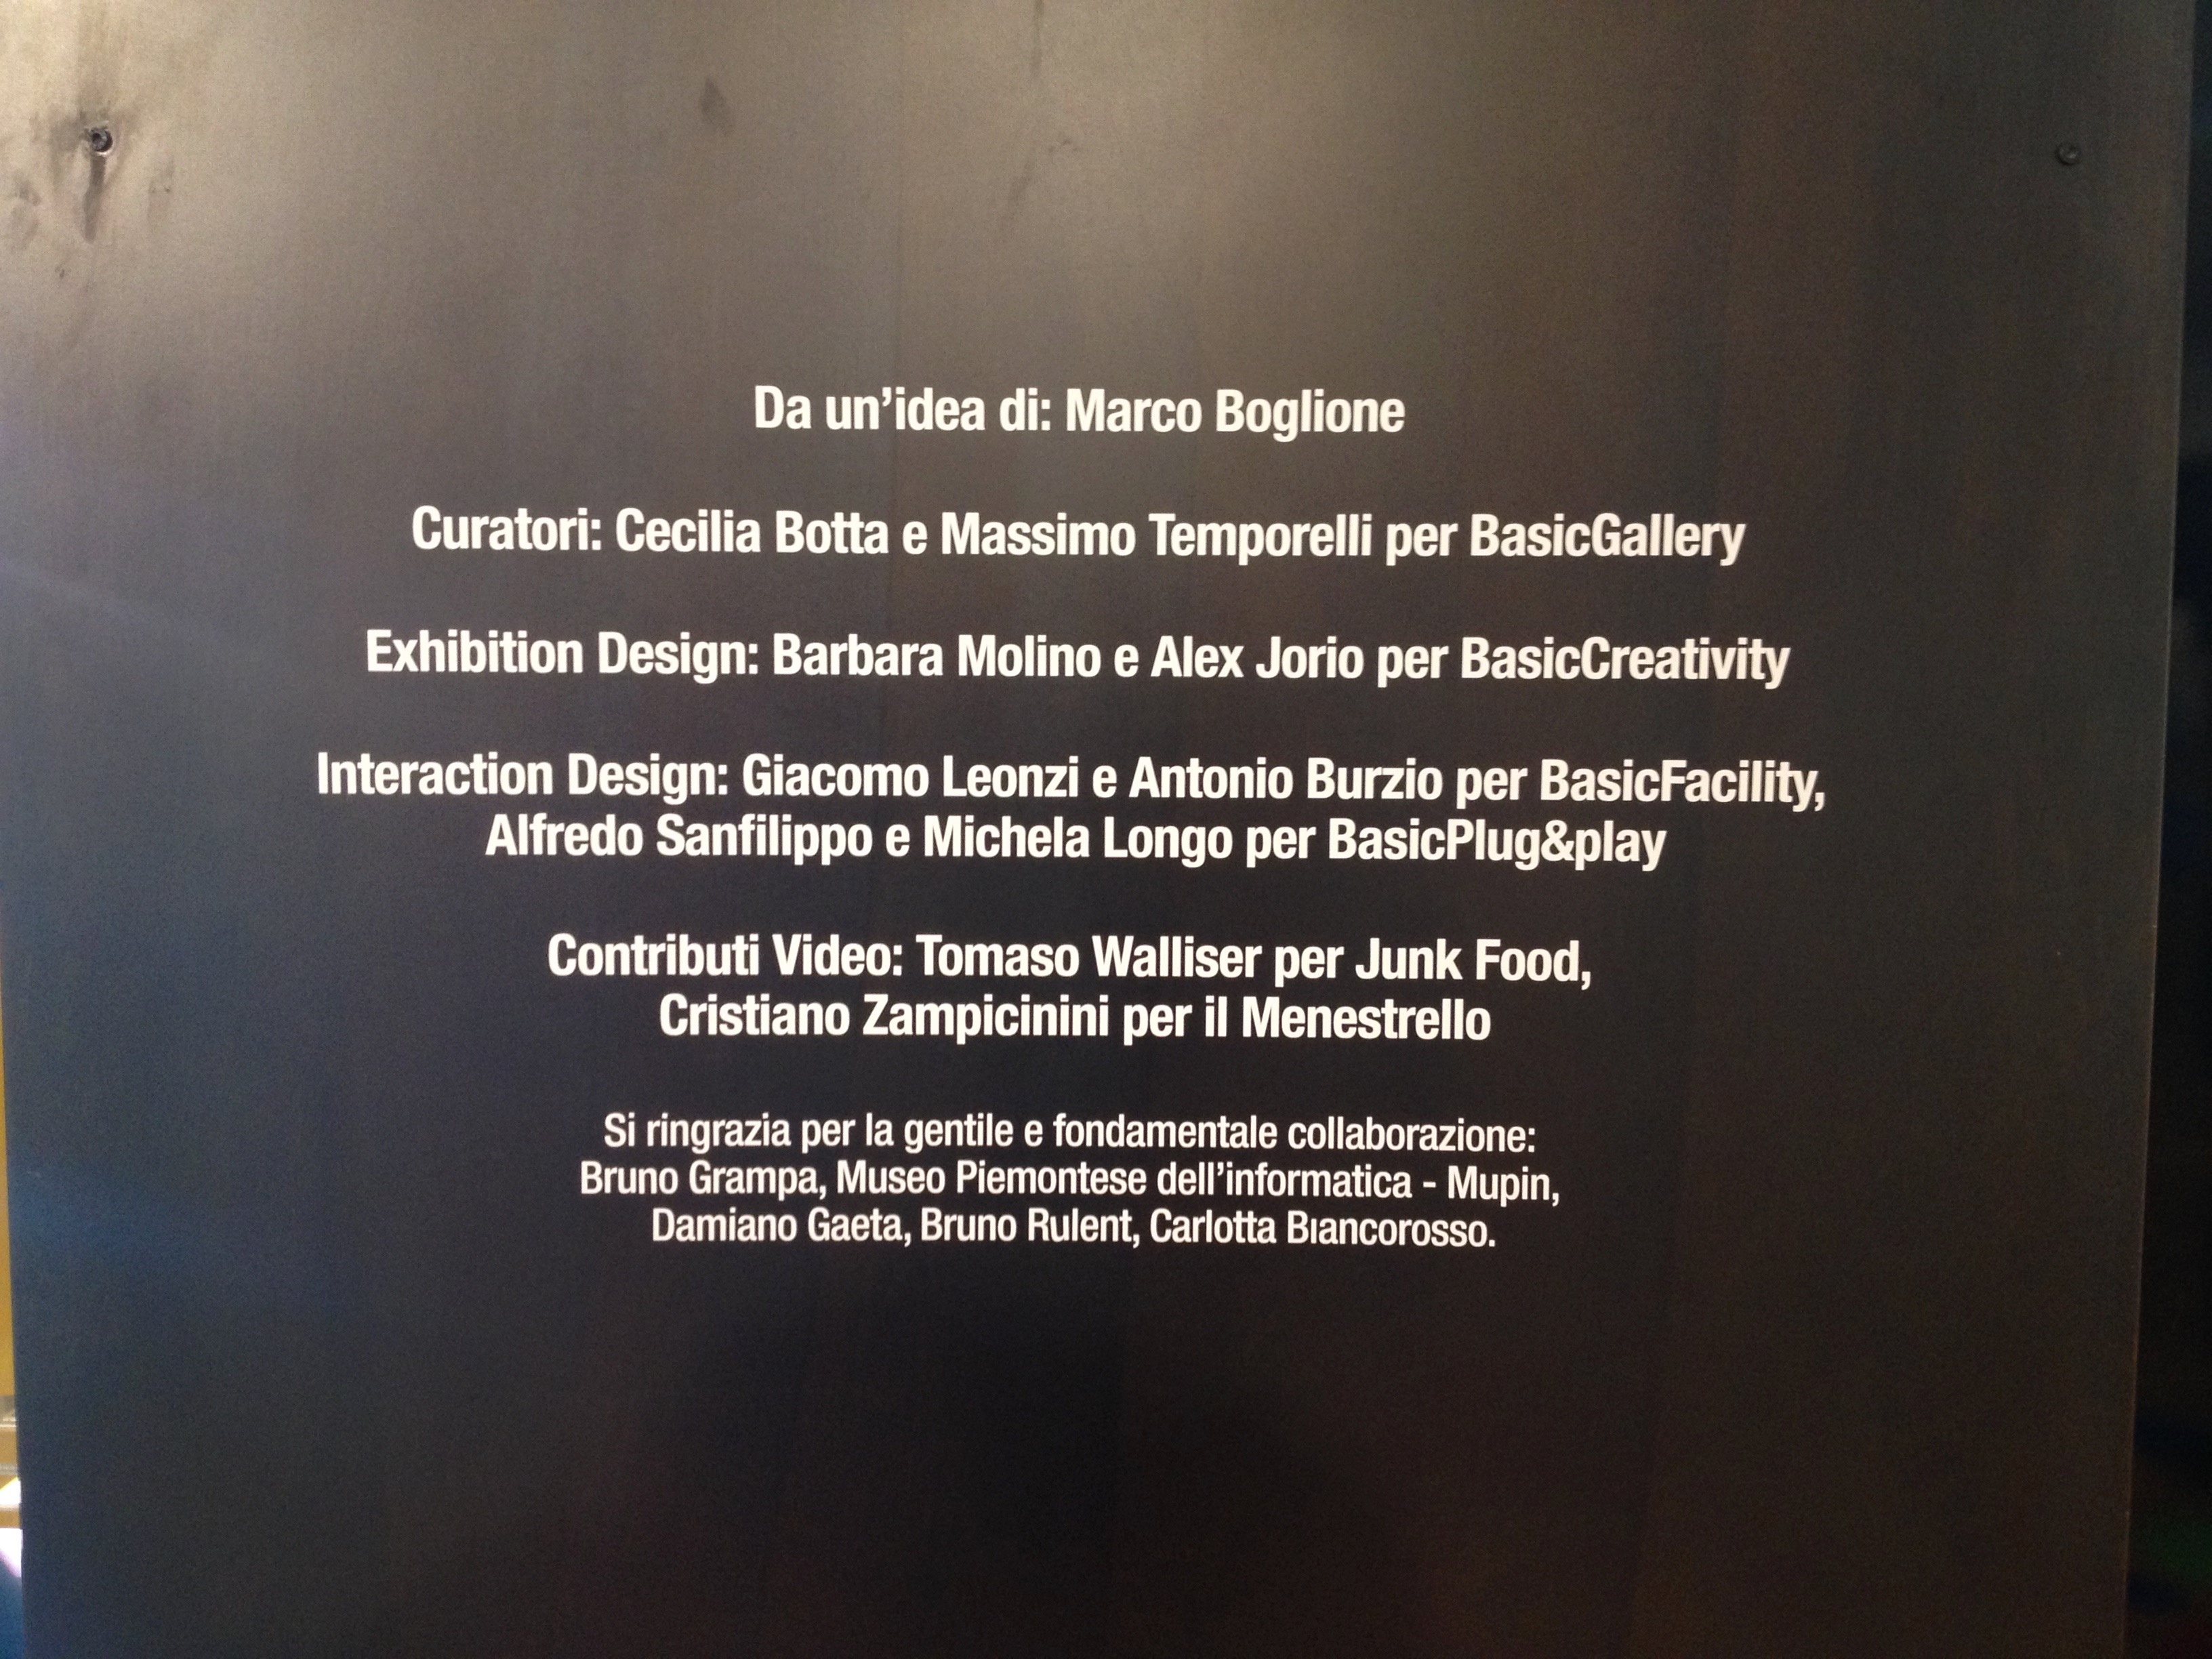 Da un’idea di: Marco Boglione
Curatori: Cecilia Botta e Massimo Temporelli per BasicGallery
Exhibition Design: Barbara Molino e Alex Jorio per BasicCreativity
Interaction Design: Giacomo Leonzi e Antonio Burzio per BasicFacility,
Alfredo Sanfilippo e Michela Longo per BasicPlug&play
Contributi Video: Tomaso Walliser per Junk Food,
Cristiano Zampicinini per il Menestrello
Si ringrazia per la gentile e fondamentale collaborazione:
Bruno Grampa, Museo Piemontese dell’informatica - Mupin,
Damiano Gaeta, Bruno Rulent, Carlotta Biancorosso.